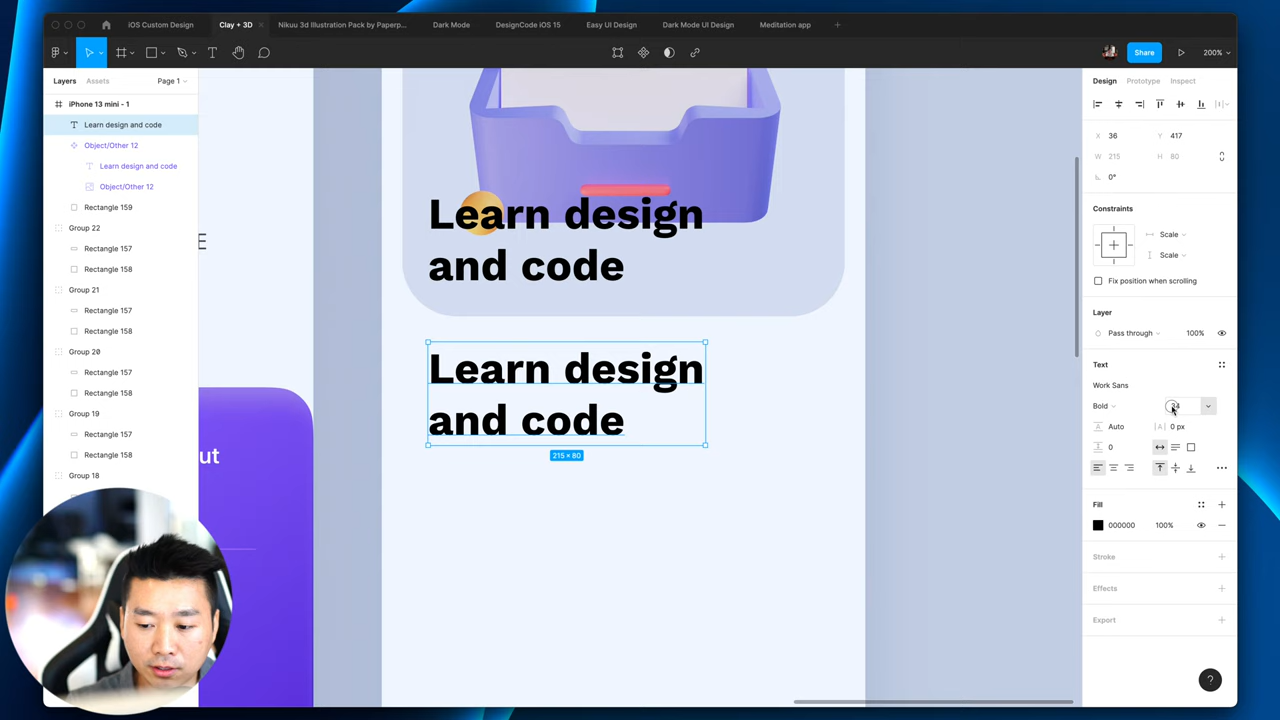 iOS Custom Design
Clay + 3D
Nikuu 3d Illustration Pack by Paperp...
Dark Mode
DesignCode iOS 15
Easy UI Design
Dark Mode UI Design
Meditation app
Share
200%
Layers
Assets
Page 1
iPhone 13 mini - 1
Learn design and code
Object/Other 12
Learn design and code
Object/Other 12
Rectangle 159
Group 22
Rectangle 157
Rectangle 158
Group 21
Rectangle 157
Rectangle 158
Group 20
Rectangle 157
Rectangle 158
Group 19
Rectangle 157
Rectangle 158
Group 18
E
ut
Learn design
and code
Learn design
and code
215 × 80
Design
Prototype
Inspect
X 36
Y 417
W 215
H 80
0°
Constraints
Scale
Scale
Fix position when scrolling
Layer
Pass through
100%
Text
Work Sans
Bold
Auto
0 px
0
Fill
000000
100%
Stroke
Effects
Export
?